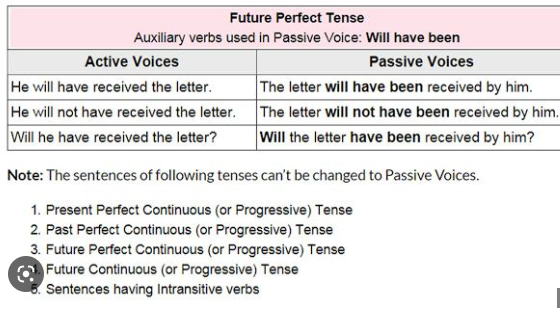 Future Perfect Tense
Auxiliary verbs used in Passive Voice: Will have been
Active Voices Passive Voices
He will have received the letter. The letter will have been received by him.
He will not have received the letter. The letter will not have been received by him.
Will he have received the letter? Will the letter have been received by him?
Note: The sentences of following tenses can't be changed to Passive Voices.
1. Present Perfect Continuous (or Progressive) Tense
2. Past Perfect Continuous (or Progressive) Tense
3. Future Perfect Continuous (or Progressive) Tense
Future Continuous (or Progressive) Tense
5. Sentences having Intransitive verbs